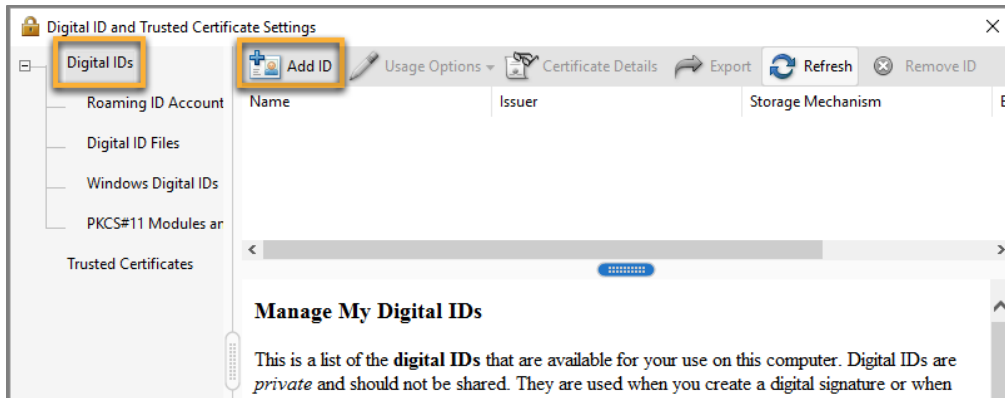 Digital ID and Trusted Certificate Settings
Digital IDs
Add ID Usage Options Certificate Details Export Refresh Remove ID
Roaming ID Account
Name Issuer Storage Mechanism E
Digital ID Files
Windows Digital IDs
PKCS#11 Modules ar
Trusted Certificates
Manage My Digital IDs
This is a list of the digital IDs that are available for your use on this computer. Digital IDs are
private and should not be shared. They are used when you create a digital signature or when